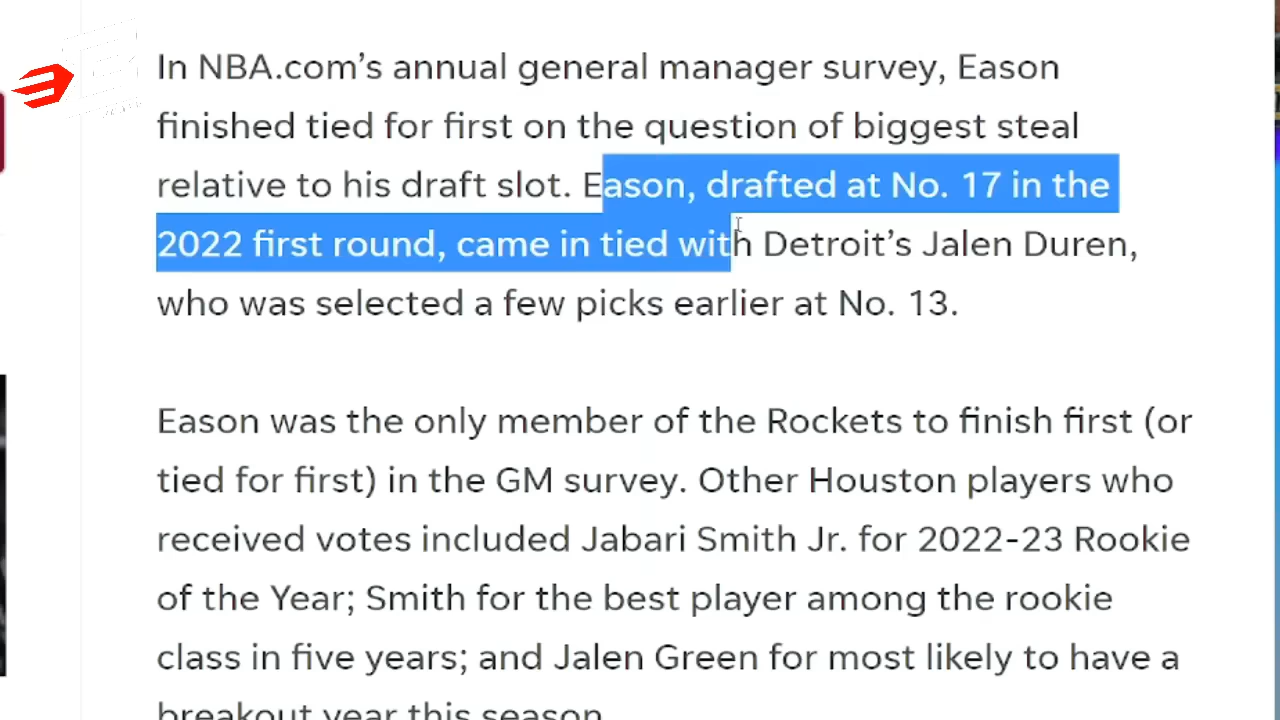 In NBA.com’s annual general manager survey, Eason
finished tied for first on the question of biggest steal
relative to his draft slot. Eason, drafted at No. 17 in the
2022 first round, came in tied with Detroit’s Jalen Duren,
who was selected a few picks earlier at No. 13.
Eason was the only member of the Rockets to finish first (or
tied for first) in the GM survey. Other Houston players who
received votes included Jabari Smith Jr. for 2022-23 Rookie
of the Year; Smith for the best player among the rookie
class in five years; and Jalen Green for most likely to have a
breakout year this season.